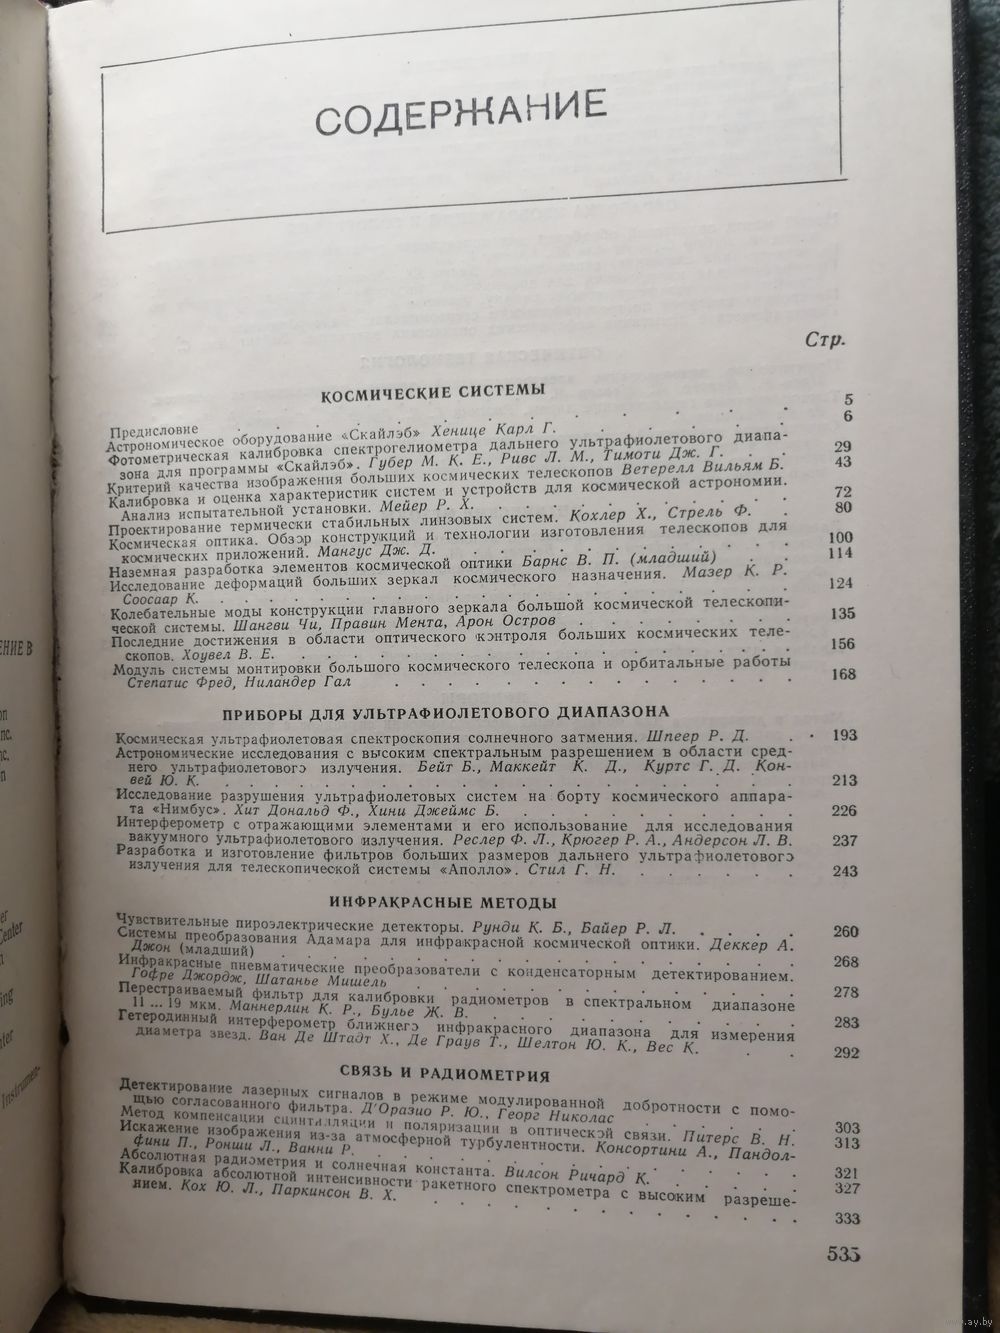 СОДЕРЖАНИЕ
Стр.
КОСМИЧЕСКИЕ СИСТЕМЫ
Предисловие . . . . . . . . . . 5
Астрономическое оборудование «Скайлэб» Хенице Карл Г. . . . . . 6
Фотометрическая калибровка спектрогелиометра дальнего ультрафиолетового диапа-
зона для программы «Скайлэб». Губер М. К. Е., Ривс Л. М., Тимоти Дж. Г. . . . 29
Критерий качества изображения больших космических телескопов Ветерелл Вильям Б. 43
Калибровка и оценка характеристик систем и устройств для космической астрономии.
Анализ испытательной установки. Мейер Р. Х. . . . . . . . . 72
Проектирование термически стабильных линзовых систем. Кохлер Х., Стрель Ф. . 80
Космическая оптика. Обзор конструкций и технологии изготовления телескопов для
космических приложений. Мангус Дж. Д. . . . . . . . . . 100
Наземная разработка элементов космической оптики Барнс В. П. (младший) . . 114
Исследование деформаций больших зеркал космического назначения. Мазер К. Р.
Соосаар К. . . . . . . . . . . . . . . . 124
Колебательные моды конструкции главного зеркала большой космической телескопи-
ческой системы. Шангви Чи, Правин Мента, Арон Остров . . . . . . 135
Последние достижения в области оптического контроля больших космических теле-
скопов. Хоувел В. Е. . . . . . . . . . . . . . 156
Модуль системы монтировки большого космического телескопа и орбитальные работы
Степатис Фред, Ниландер Гал . . . . . . . . . . . 168
ПРИБОРЫ ДЛЯ УЛЬТРАФИОЛЕТОВОГО ДИАПАЗОНА
Космическая ультрафиолетовая спектроскопия солнечного затмения. Шпеер Р. Д. . . 193
Астрономические исследования с высоким спектральным разрешением в области сред-
него ультрафиолетового излучения. Бейт Б., Маккейт К. Д., Куртс Г. Д. Кон-
вей Ю. К. . . . . . . . . . . . . . . . 213
Исследование разрушения ультрафиолетовых систем на борту космического аппара-
та «Нимбус». Хит Дональд Ф., Хини Джеймс Б. . . . . . . . . 226
Интерферометр с отражающими элементами и его использование для исследования
вакуумного ультрафиолетового излучения. Реслер Ф. Л., Крюгер Р. А., Андерсон Л. В. 237
Разработка и изготовление фильтров больших размеров дальнего ультрафиолетового
излучения для телескопической системы «Аполло». Стил Г. Н. . . . . . 243
ИНФРАКРАСНЫЕ МЕТОДЫ
Чувствительные пироэлектрические детекторы. Рунди К. Б., Байер Р. Л. . . . . 260
Системы преобразования Адамара для инфракрасной космической оптики. Деккер А.
Джон (младший) . . . . . . . . . . . . . . 268
Инфракрасные пневматические преобразователи с конденсаторным детектированием.
Гофре Джордж, Шатанье Мишель . . . . . . . . . . 278
Перестраиваемый фильтр для калибровки радиометров в спектральном диапазоне
11 ... 19 мкм. Маннерлин К. Р., Булье Ж. В. . . . . . . . . 283
Гетеродинный интерферометр ближнего инфракрасного диапазона для измерения
диаметра звезд. Ван Де Штадт Х., Де Граув Т., Шелтон Ю. К., Вес К. . . . 292
СВЯЗЬ И РАДИОМЕТРИЯ
Детектирование лазерных сигналов в режиме модулированной добротности с помо-
щью согласованного фильтра. Д'Оразио Р. Ю., Георг Николас . . . . . 303
Метод компенсации сцинтилляции и поляризации в оптической связи. Питерс В. Н. 313
Искажение изображения из-за атмосферной турбулентности. Консортини А., Пандол-
фини П., Ронши Л., Ванни Р. . . . . . . . . . . . 321
Абсолютная радиометрия и солнечная константа. Вилсон Ричард К. . . . . 327
Калибровка абсолютной интенсивности ракетного спектрометра с высоким разреше-
нием. Кох Ю. Л., Паркинсон В. Х. . . . . . . . . . . 333
535
ЕНИЕ В
on
nc.
c.
n
er
Center
ing
nter
Instrumen-
www.ay.by